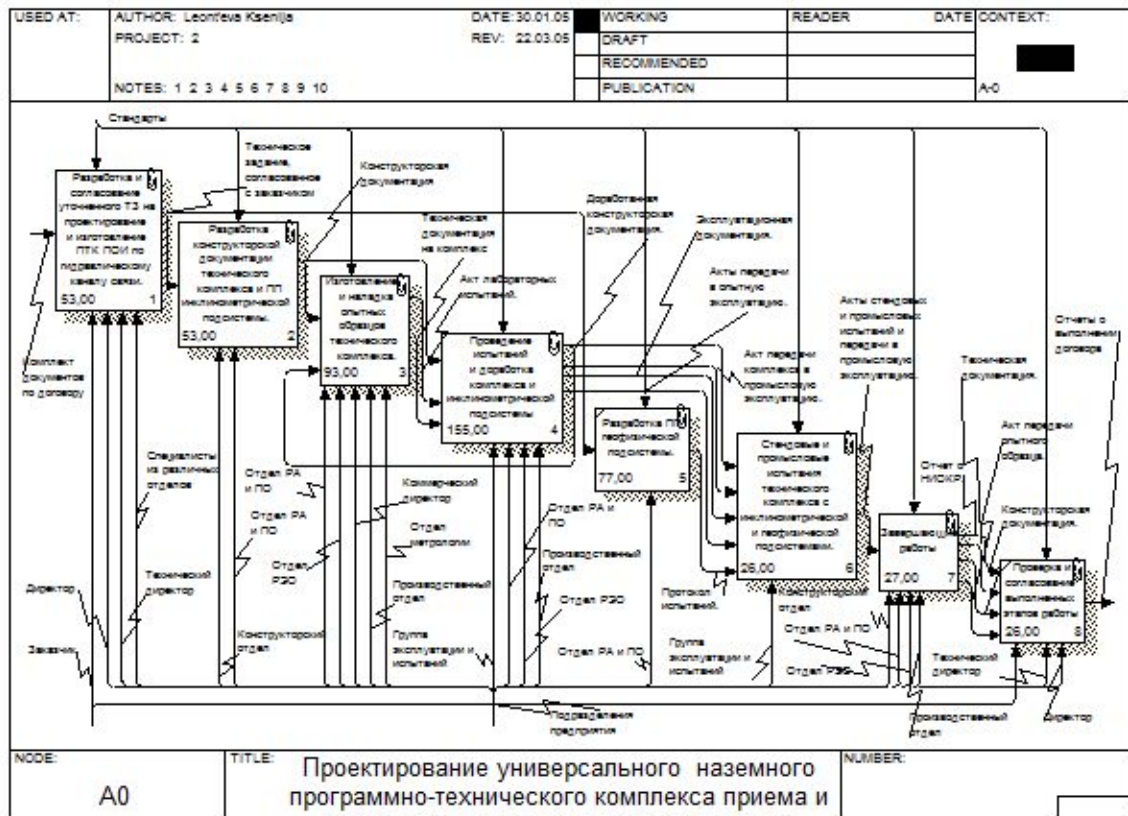 USED AT:
AUTHOR: Leont'eva Ksenija
DATE: 30.01.05
PROJECT: 2
REV: 22.03.05
NOTES: 1 2 3 4 5 6 7 8 9 10
WORKING
DRAFT
RECOMMENDED
PUBLICATION
READER
DATE
CONTEXT:
A-0
Стандарты
Разработка и
согласование
уточненного ТЗ на
проектирование
и изготовление
ПТК ПОИ по
гидравлическому
каналу связи.
53,00 1
Техническое
задание,
согласованное
с заказчиком
Разработка
конструкторской
документации
технического
комплекса и ПП
инклинометрической
подсистемы.
53,00 2
Конструкторская
документация
Изготовление
и наладка
опытных
образцов
технического
комплекса.
93,00 3
Техническая
документация
на комплекс
Акт лабораторных
испытаний.
Проведение
испытаний
и доработка
комплекса и
инклинометрической
подсистемы
155,00 4
Доработанная
конструкторская
документация.
Эксплуатационная
документация.
Акты передачи
в опытную
эксплуатацию.
Разработка ПП
геофизической
подсистемы.
77,00 5
Акт передачи
комплекса в
промысловую
эксплуатацию.
Стендовые и
промысловые
испытания
технического
комплекса с
инклинометрической
и геофизической
подсистемами.
26,00 6
Акты стендовых
и промысловых
испытаний и
передачи в
промысловую
эксплуатацию.
Завершающие
работы
27,00 7
Техническая
документация.
Отчет о
НИОКР.
Акт передачи
опытного
образца.
Конструкторская
документация.
Проверка и
согласование
выполненных
этапов работы
26,00 8
Отчеты о
выполнении
договора
Комплект
документов
по договору
Специалисты
из различных
отделов
Отдел РА
и ПО
Отдел РА и ПО
Отдел
РЭО
Коммерческий
директор
Отдел
метрологии
Производственный
отдел
Группа
эксплуатации и
испытаний
Отдел РА и
ПО
Производственный
отдел
Отдел РЭО
Отдел РА и ПО
Протокол
испытаний.
Группа
эксплуатации и
испытаний
Конструкторский
отдел
Отдел РА и ПО
Отдел РЭО
Технический
директор
Производственный
отдел
Директор
Директор
Заказчик
Технический
директор
Конструкторский
отдел
Подразделения
предприятия
NODE:
A0
TITLE:
Проектирование универсального наземного
программно-технического комплекса приема и
NUMBER: